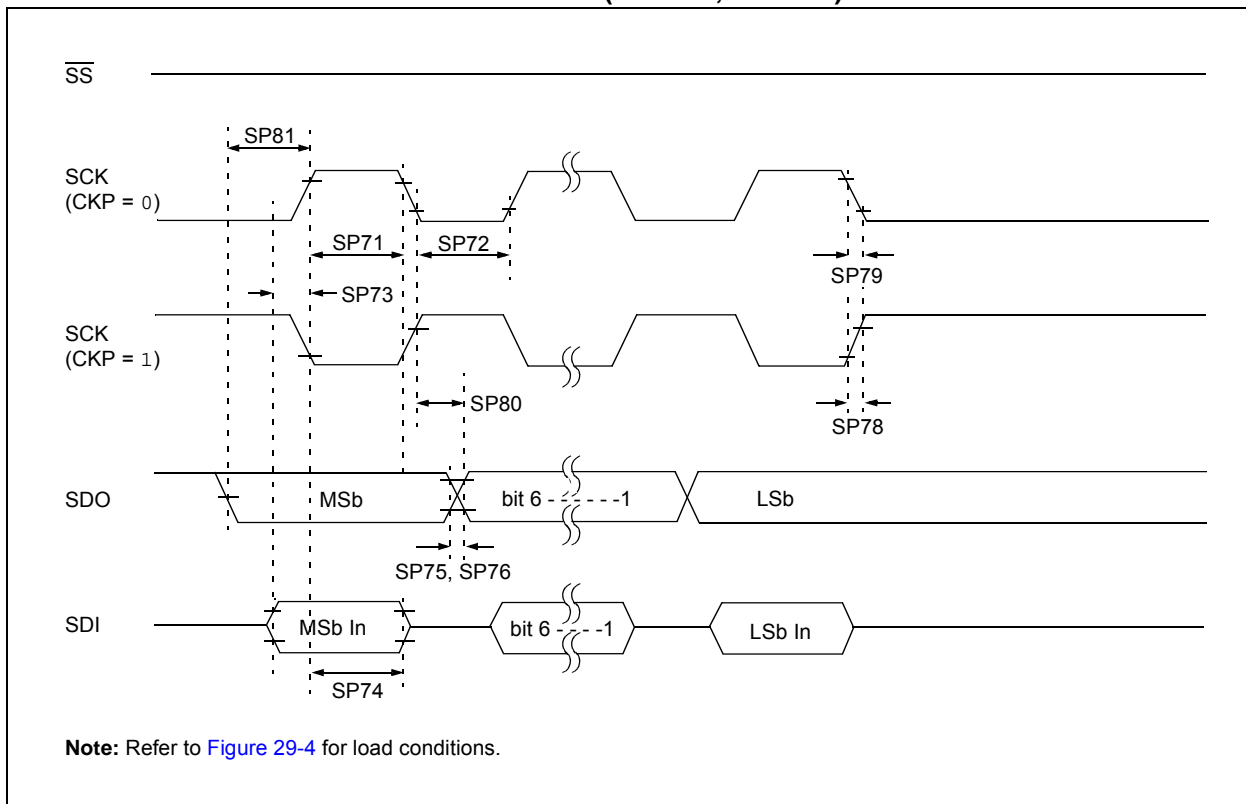 SS
SP81
SCK
(CKP = 0)
SP71
SP72
SP79
SP73
SCK
(CKP = 1)
SP80
SP78
SDO
MSb
bit 6 - - - - - -1
LSb
SP75, SP76
SDI
MSb In
bit 6 - - - -1
LSb In
SP74
Note: Refer to Figure 29-4 for load conditions.